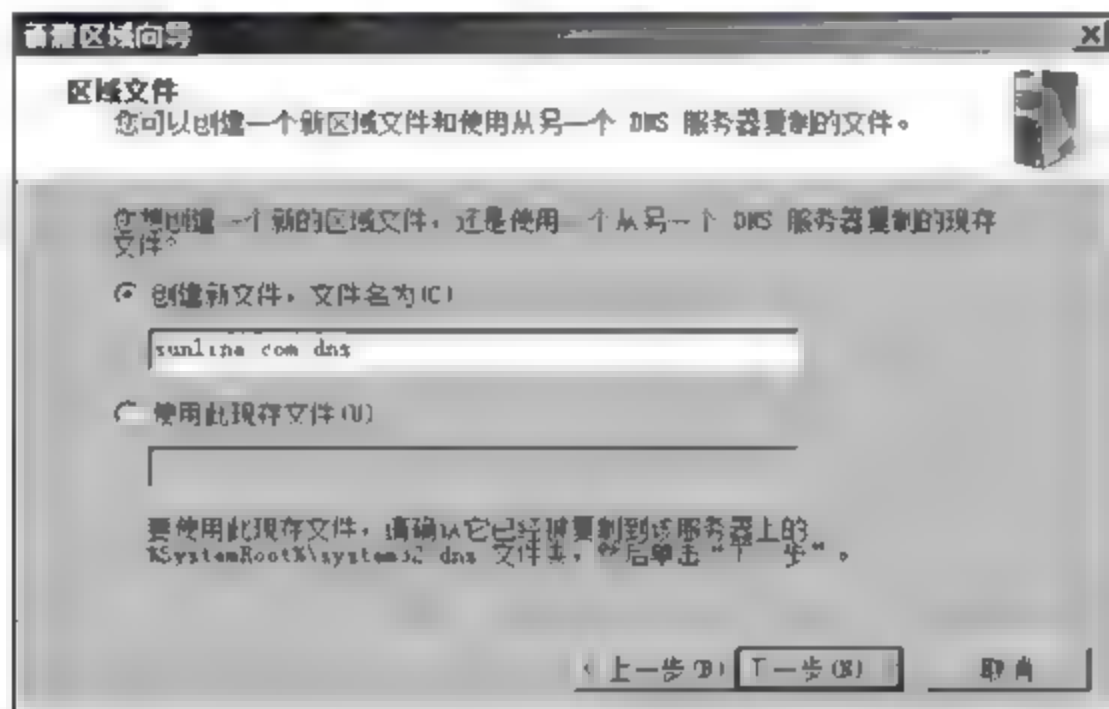 新建区域向导
区域文件
您可以创建一个新区域文件和使用从另一个 DNS 服务器复制的文件。
您想创建一个新的区域文件，还是使用一个从另一个 DNS 服务器复制的现存
文件?
创建新文件，文件名为(C)
com dns
使用此现存文件(U)
要使用此现存文件，请确认它已经被复制到该服务器上的
%SystemRoot%\system32 dns 文件夹，然后单击“下一步”。
< 上一步(B)
下一步(N) >
取消